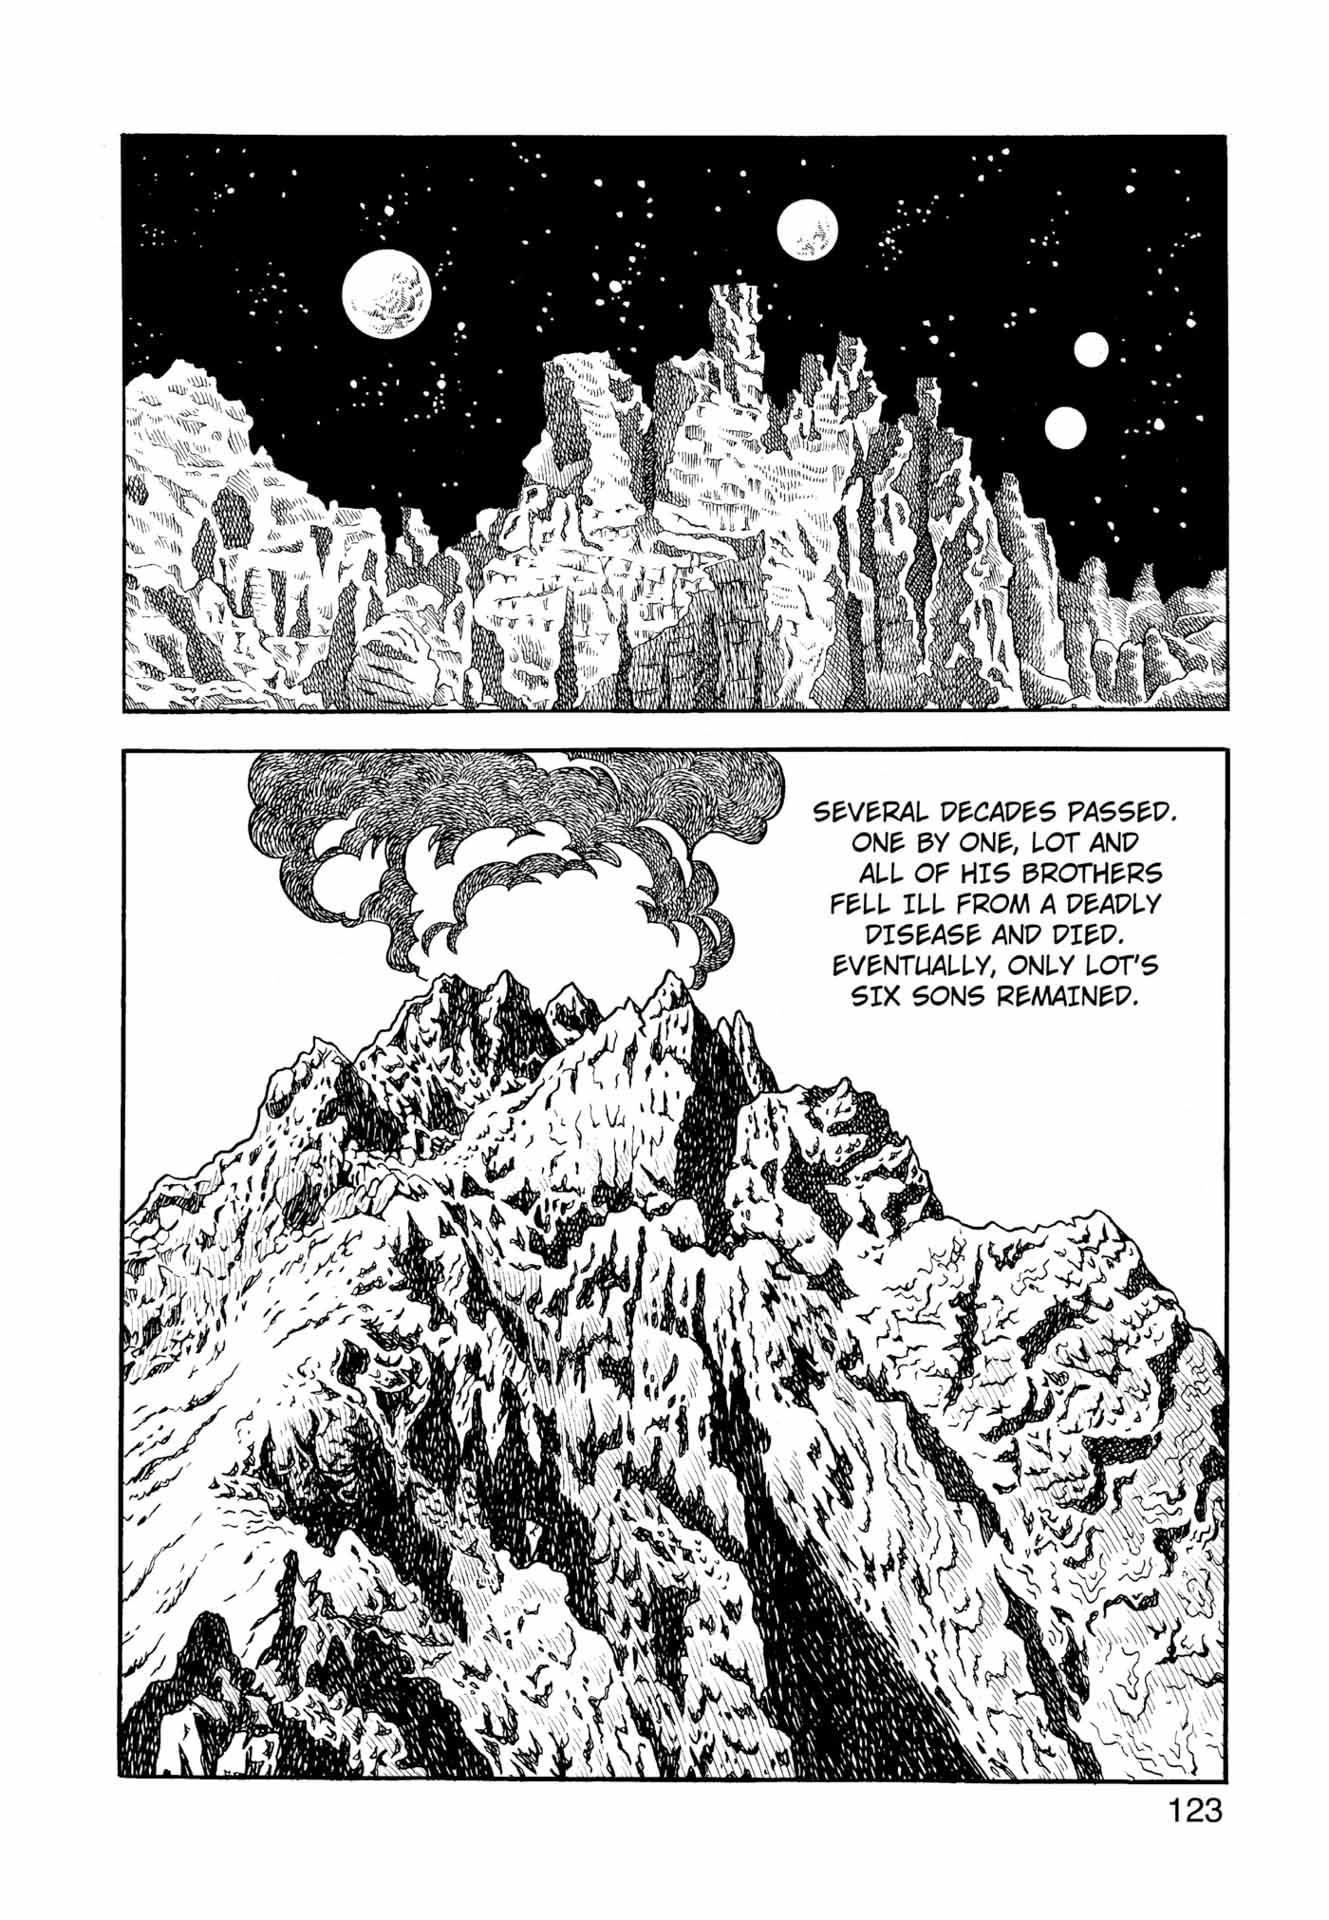 SEVERAL DECADES PASSED.
ONE BY ONE, LOT AND
ALL OF HIS BROTHERS
FELL ILL FROM A DEADLY
DISEASE AND DIED.
EVENTUALLY, ONLY LOT'S
SIX SONS REMAINED.
123